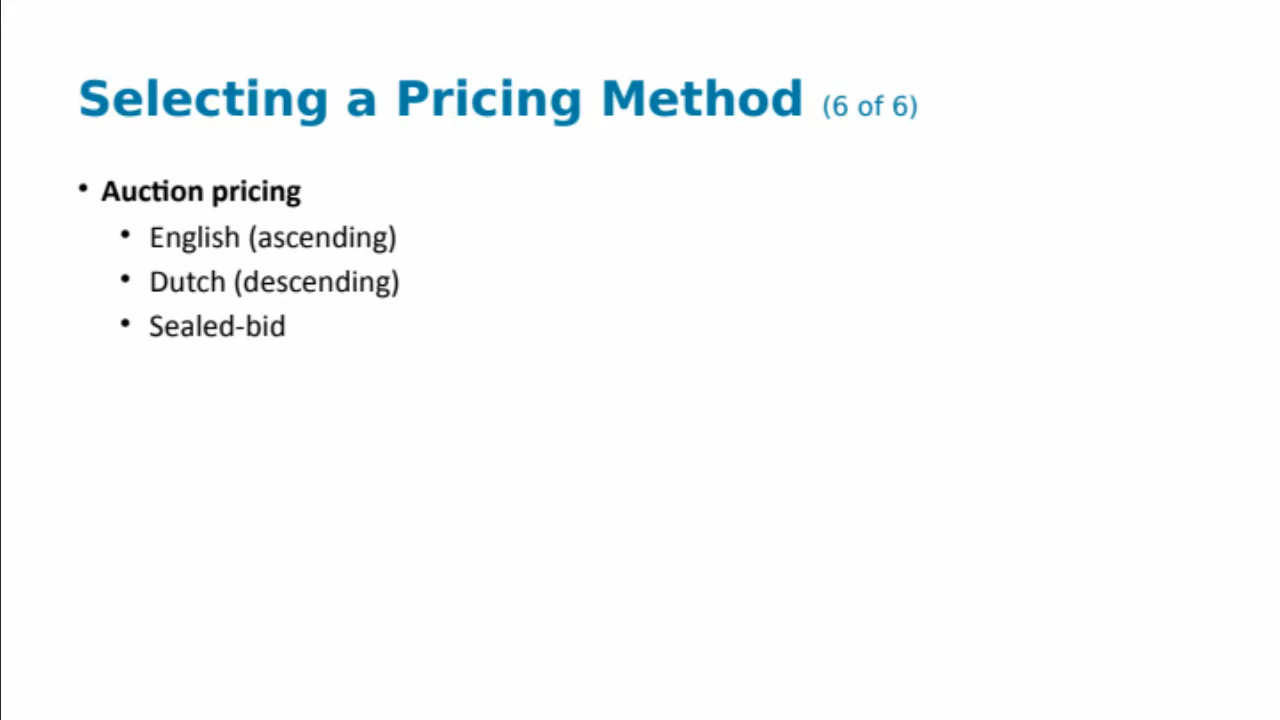 Selecting a Pricing Method (6 of 6)
• Auction pricing
• English (ascending)
• Dutch (descending)
• Sealed-bid